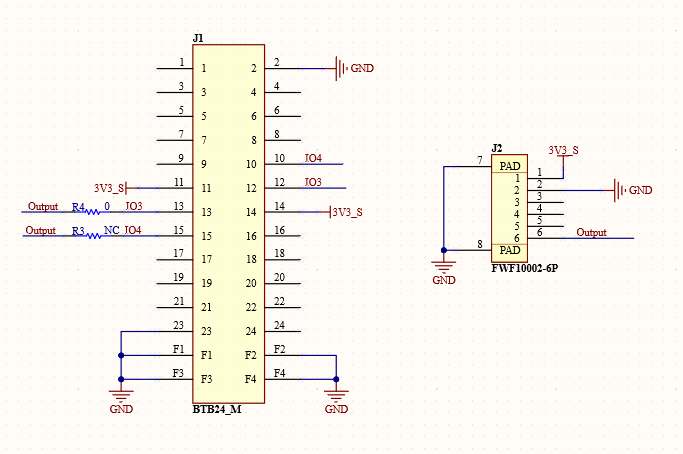 J1
1 1 2 2 GND
3 3 4 4
5 5 6 6
7 7 8 8
9 9 10 10 JO4
3V3_S 11 11 12 12 JO3
Output R4 0 JO3 13 13 14 14 3V3_S
Output R3 NC JO4 15 15 16 16
17 17 18 18
19 19 20 20
21 21 22 22
23 23 24 24
F1 F1 F2 F2
F3 F3 F4 F4
GND GND
BTB24_M
J2 3V3_S
7 PAD
1 1
2 2 GND
3 3
4 4
5 5
6 6 Output
8 PAD
GND
FWF10002-6P